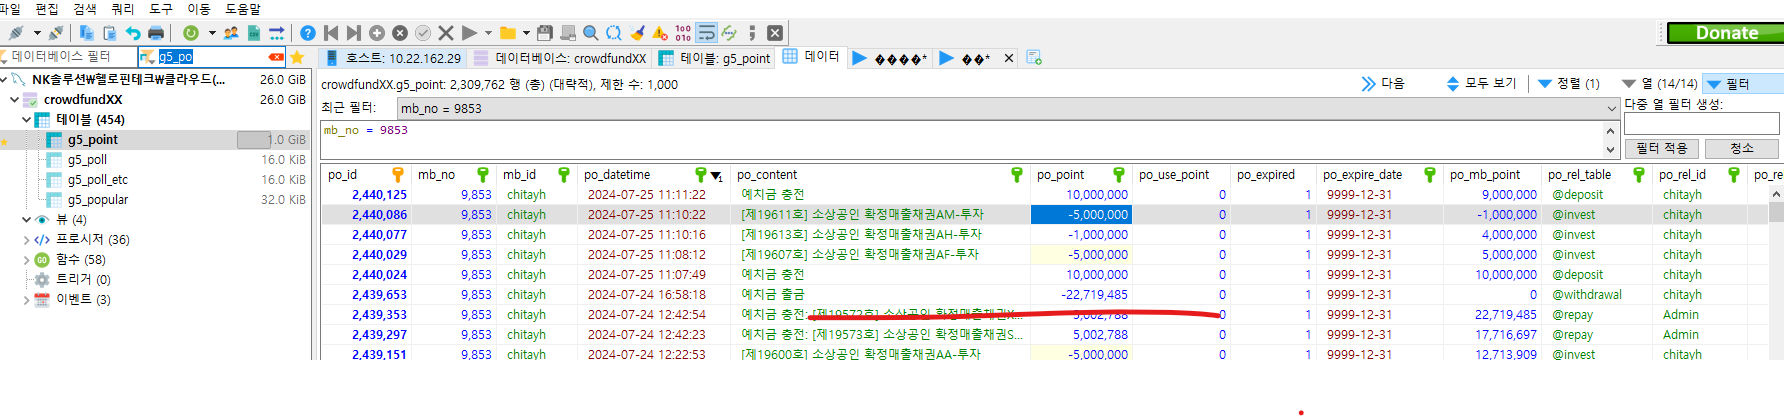 파일 편집 검색 쿼리 도구 이동 도움말
Donate
데이터베이스 필터 g5_po
호스트: 10.22.162.29 데이터베이스: crowdfundXX 테이블: g5_point 데이터 ����* ��*
NK솔루션₩헬로핀테크₩클라우드(... 26.0 GiB
crowdfundXX 26.0 GiB
테이블 (454)
g5_point 1.0 GiB
g5_poll 16.0 KiB
g5_poll_etc 16.0 KiB
g5_popular 32.0 KiB
뷰 (4)
프로시저 (36)
함수 (58)
트리거 (0)
이벤트 (3)
crowdfundXX.g5_point: 2,309,762 행 (총) (대략적), 제한 수: 1,000 다음 모두 보기 정렬 (1) 열 (14/14) 필터
최근 필터: mb_no = 9853 다중 열 필터 생성:
mb_no = 9853
필터 적용 청소
po_id mb_no mb_id po_datetime 1 po_content po_point po_use_point po_expired po_expire_date po_mb_point po_rel_table po_rel_id po_re
2,440,125 9,853 chitayh 2024-07-25 11:11:22 예치금 충전 10,000,000 0 1 9999-12-31 9,000,000 @deposit chitayh
2,440,086 9,853 chitayh 2024-07-25 11:10:22 [제19611호] 소상공인 확정매출채권AM-투자 -5,000,000 0 1 9999-12-31 -1,000,000 @invest chitayh
2,440,077 9,853 chitayh 2024-07-25 11:10:16 [제19613호] 소상공인 확정매출채권AH-투자 -1,000,000 0 1 9999-12-31 4,000,000 @invest chitayh
2,440,029 9,853 chitayh 2024-07-25 11:08:12 [제19607호] 소상공인 확정매출채권AF-투자 -5,000,000 0 1 9999-12-31 5,000,000 @invest chitayh
2,440,024 9,853 chitayh 2024-07-25 11:07:49 예치금 충전 10,000,000 0 1 9999-12-31 10,000,000 @deposit chitayh
2,439,653 9,853 chitayh 2024-07-24 16:58:18 예치금 출금 -22,719,485 0 1 9999-12-31 0 @withdrawal chitayh
2,439,353 9,853 chitayh 2024-07-24 12:42:54 예치금 충전: [제19572호] 소상공인 확정매출채권X... 5,002,788 0 1 9999-12-31 22,719,485 @repay Admin
2,439,297 9,853 chitayh 2024-07-24 12:42:23 예치금 충전: [제19573호] 소상공인 확정매출채권S... 5,002,788 0 1 9999-12-31 17,716,697 @repay Admin
2,439,151 9,853 chitayh 2024-07-24 12:22:53 [제19600호] 소상공인 확정매출채권AA-투자 -5,000,000 0 1 9999-12-31 12,713,909 @invest chitayh